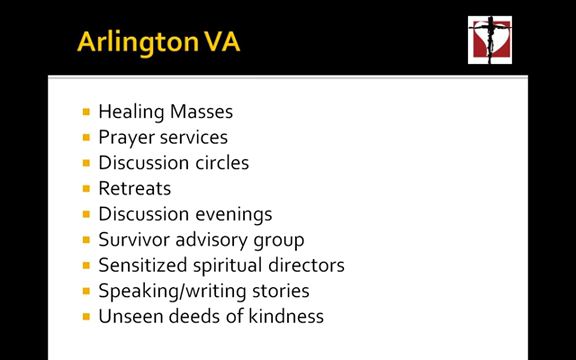 Arlington VA
Healing Masses
Prayer services
Discussion circles
Retreats
Discussion evenings
Survivor advisory group
Sensitized spiritual directors
Speaking/writing stories
Unseen deeds of kindness